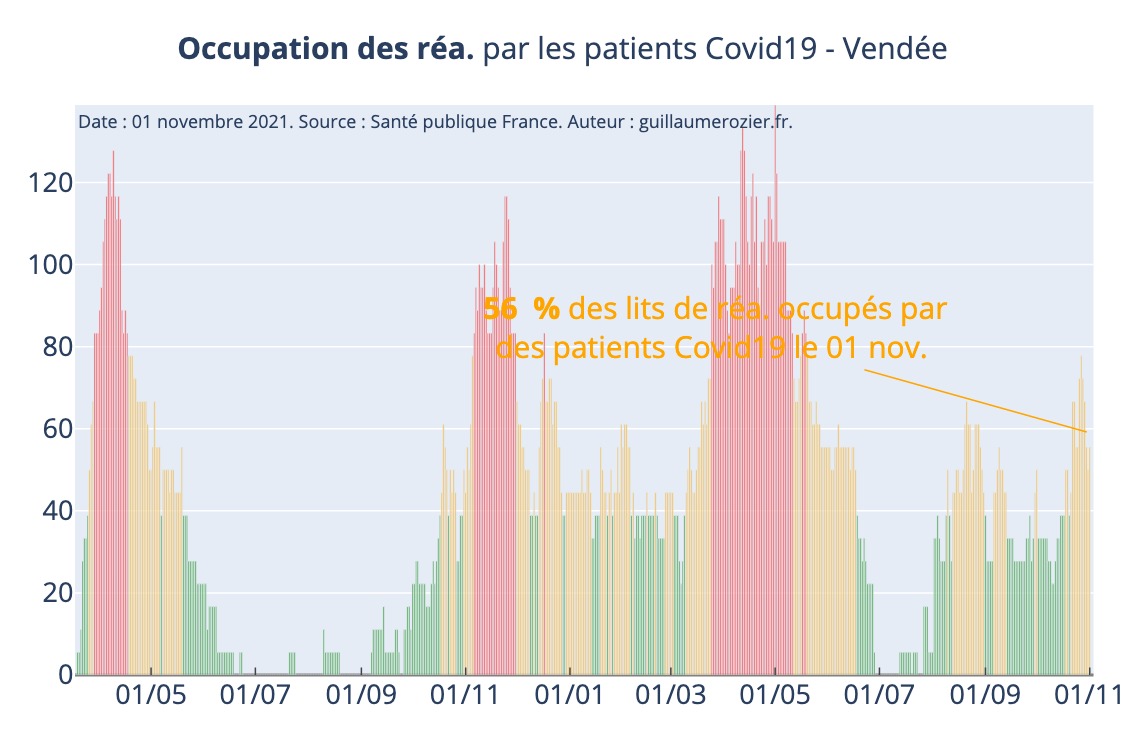 Occupation des réa. par les patients Covid19 - Vendée
Date : 01 novembre 2021. Source : Santé publique France. Auteur : guillaumerozier.fr.
120
100
80
60
40
20
0
56 % des lits de réa. occupés par
des patients Covid19 le 01 nov.
01/05 01/07 01/09 01/11 01/01 01/03 01/05 01/07 01/09 01/11